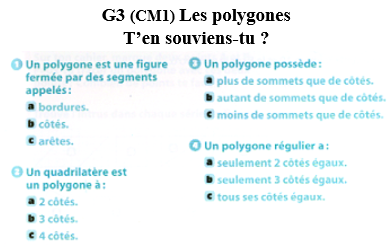 G3 (CM1) Les polygones
T'en souviens-tu ?
1 Un polygone est une figure
fermée par des segments
appelés :
a bordures.
b côtés.
c arêtes.
2 Un quadrilatère est
un polygone à :
a 2 côtés.
b 3 côtés.
c 4 côtés.
3 Un polygone possède :
a plus de sommets que de côtés.
b autant de sommets que de côtés.
c moins de sommets que de côtés.
4 Un polygone régulier a :
a seulement 2 côtés égaux.
b seulement 3 côtés égaux.
c tous ses côtés égaux.